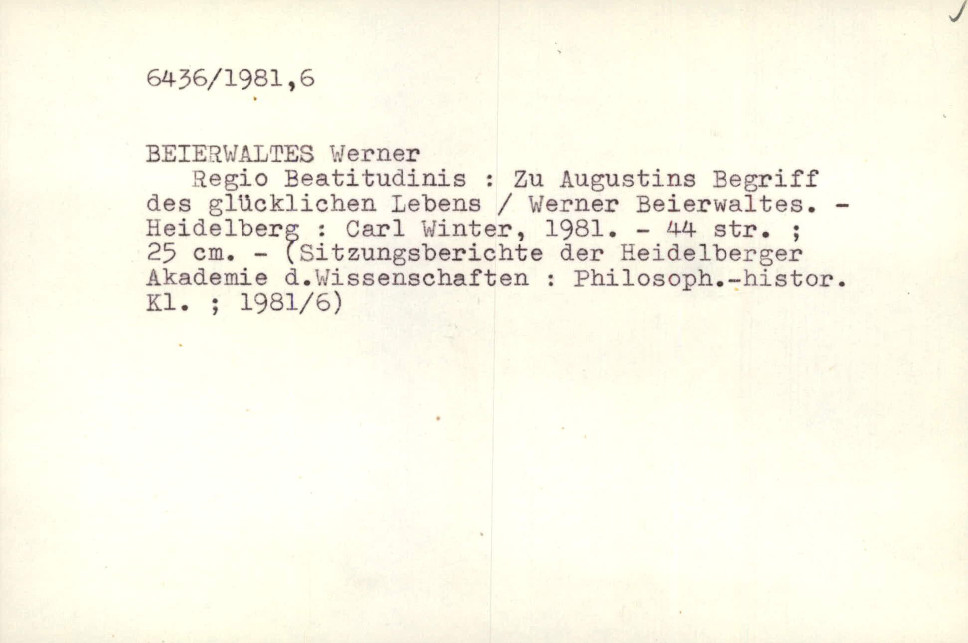 6436/1981,6
BEIERWALTES Werner
Regio Beatitudinis : Zu Augustins Begriff
des glücklichen Lebens / Werner Beierwaltes. -
Heidelberg : Carl Winter, 1981. - 44 str. ;
25 cm. - (Sitzungsberichte der Heidelberger
Akademie d.Wissenschaften : Philosoph.-histor.
Kl. ; 1981/6)